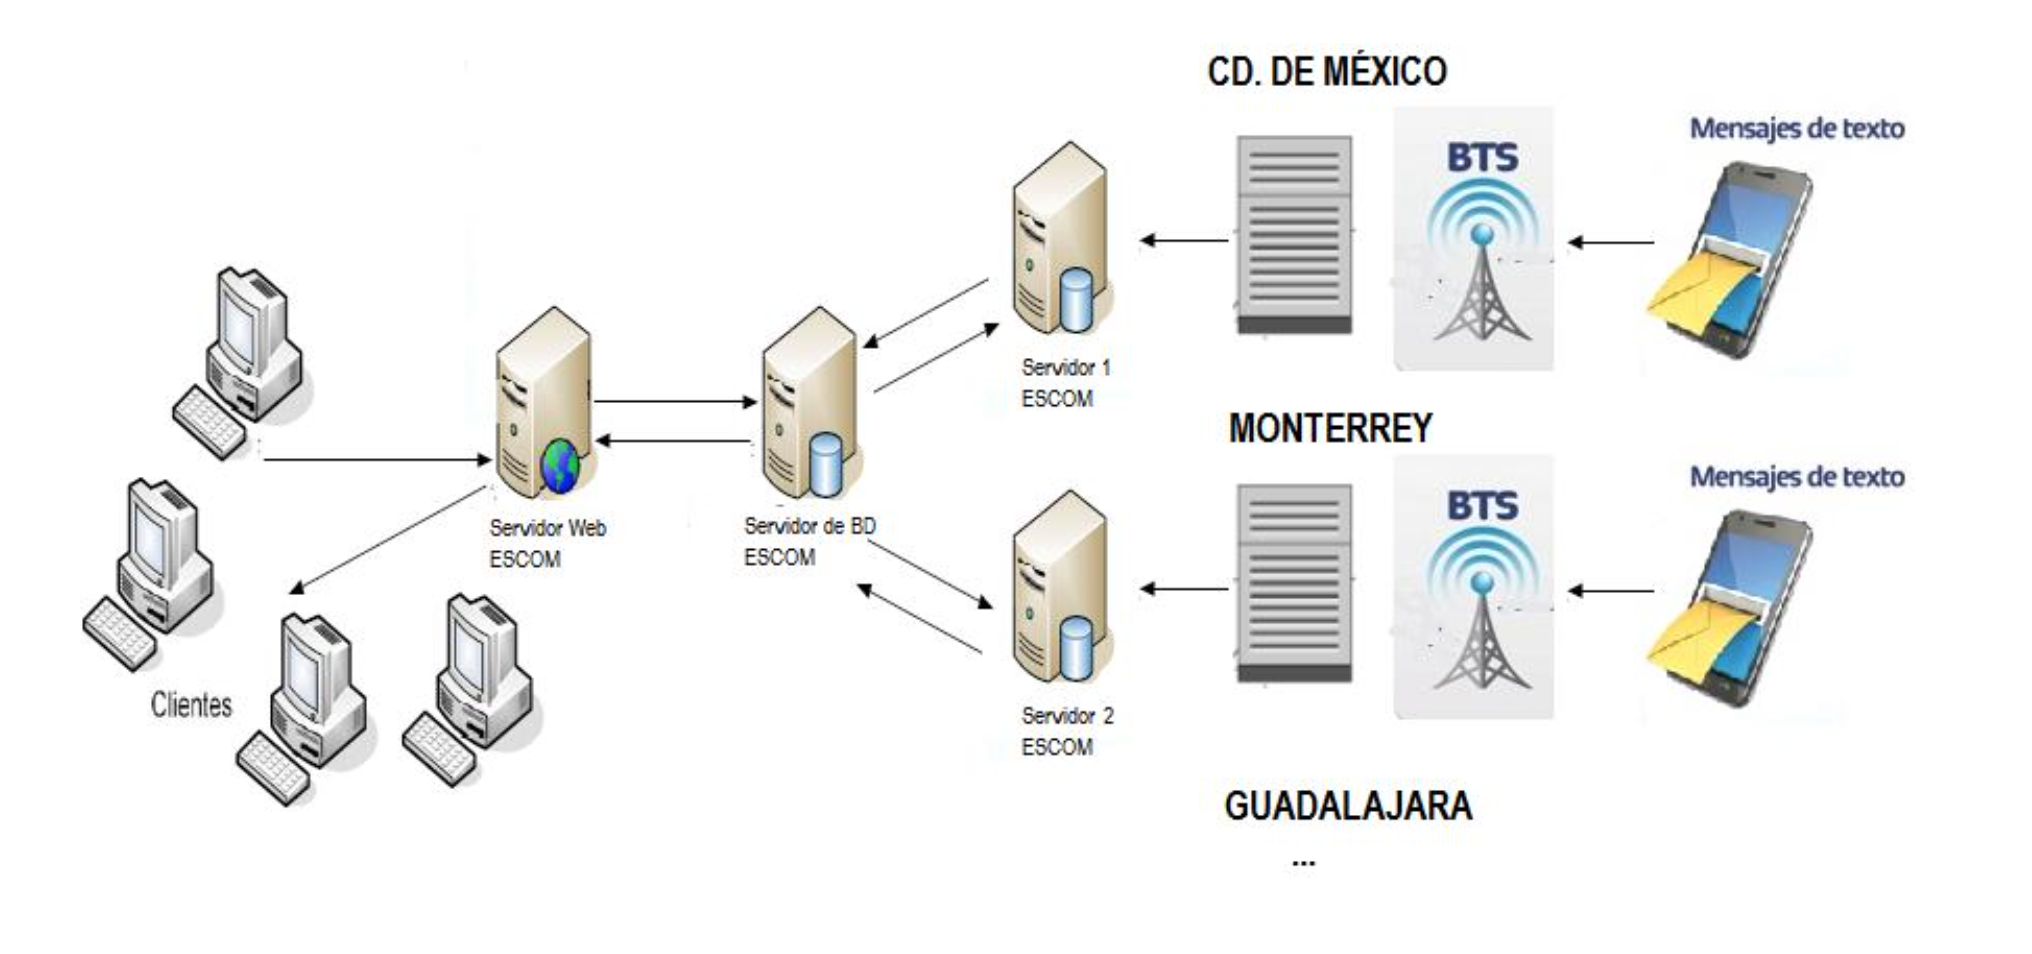 CD. DE MÉXICO
BTS
Mensajes de texto
Servidor 1
ESCOM
MONTERREY
BTS
Mensajes de texto
Servidor Web
ESCOM
Servidor de BD
ESCOM
Clientes
Servidor 2
ESCOM
GUADALAJARA
...